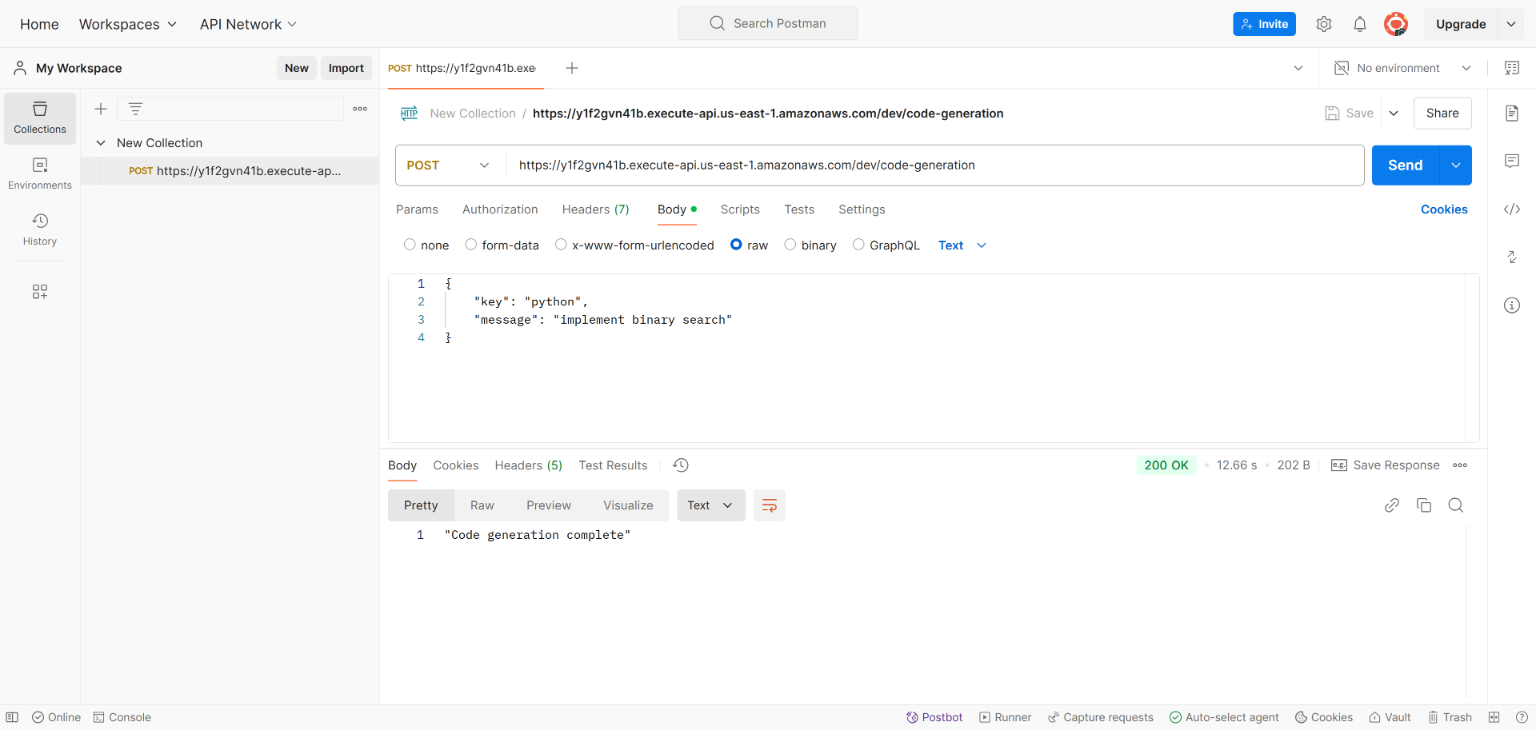 Home Workspaces API Network Search Postman Invite Upgrade
My Workspace New Import POST https://y1f2gvn41b.exe No environment
Collections
Environments
History
New Collection
POST https://y1f2gvn41b.execute-ap...
HTTP New Collection / https://y1f2gvn41b.execute-api.us-east-1.amazonaws.com/dev/code-generation Save Share
POST https://y1f2gvn41b.execute-api.us-east-1.amazonaws.com/dev/code-generation Send
Params Authorization Headers (7) Body Scripts Tests Settings Cookies
none form-data x-www-form-urlencoded raw binary GraphQL Text
1 {
2 "key": "python",
3 "message": "implement binary search"
4 }
Body Cookies Headers (5) Test Results 200 OK 12.66 s 202 B e.g. Save Response
Pretty Raw Preview Visualize Text
1 "Code generation complete"
Online Console Postbot Runner Capture requests Auto-select agent Cookies Vault Trash